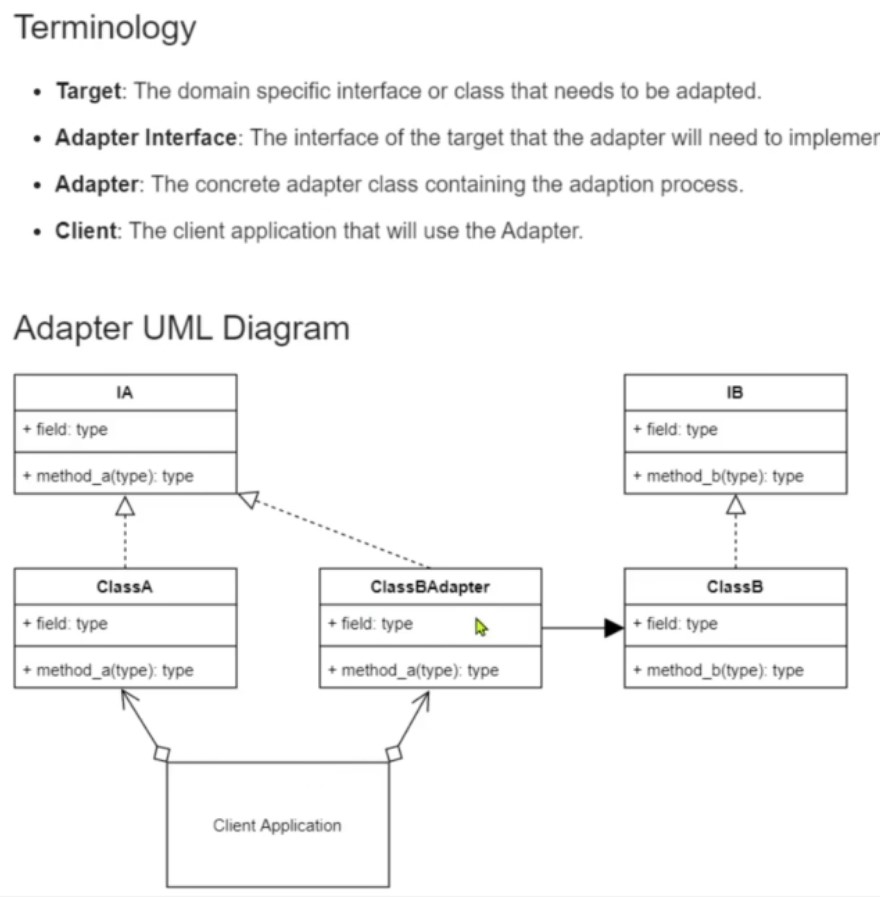 Terminology
• Target: The domain specific interface or class that needs to be adapted.
• Adapter Interface: The interface of the target that the adapter will need to
• Adapter: The concrete adapter class containing the adaption process.
• Client: The client application that will use the Adapter.
Adapter UML Diagram
IA
+ field: type
+ method_a(type): type
IB
+ field: type
+ method_b(type): type
ClassA
+ field: type
+ method_a(type): type
ClassBAdapter
+ field: type
+ method_a(type): type
ClassB
+ field: type
+ method_b(type): type
Client Application